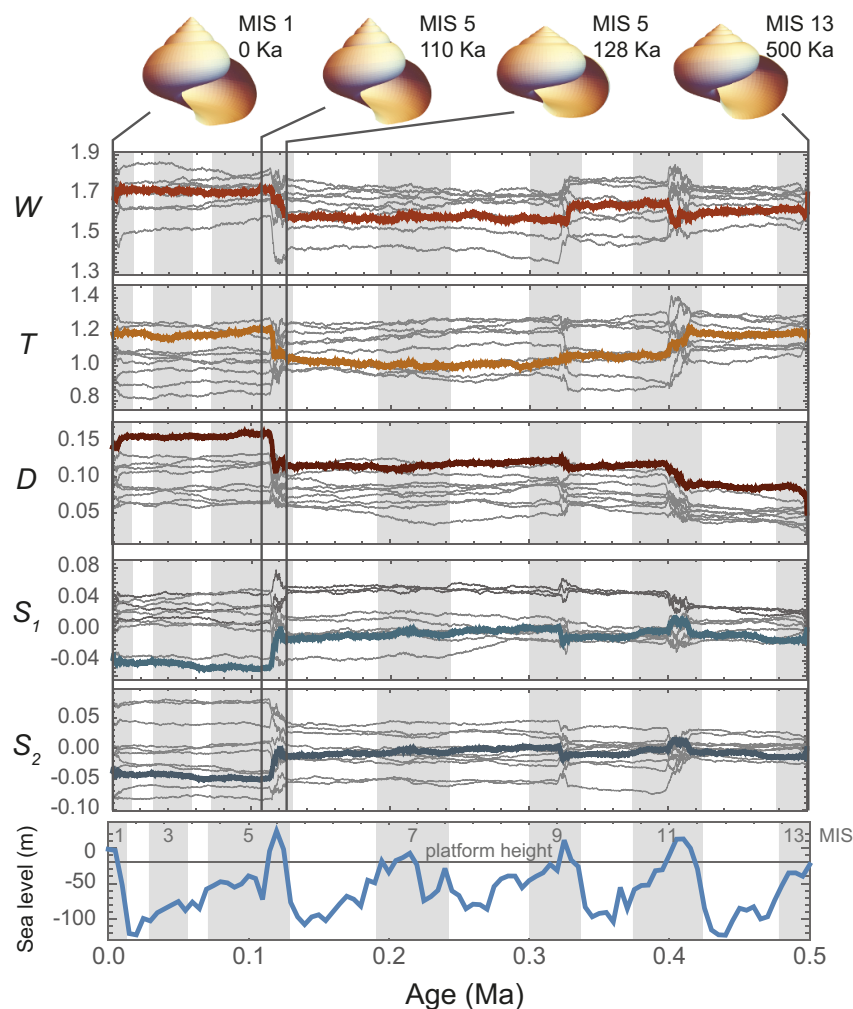 MIS 1
0 Ka
MIS 5
110 Ka
MIS 5
128 Ka
MIS 13
500 Ka
W
1.9
1.7
1.5
1.3
T
1.4
1.2
1.0
0.8
D
0.15
0.10
0.05
S1
0.08
0.04
0.00
-0.04
S2
0.05
0.00
-0.05
-0.10
Sea level (m)
0
-50
-100
1 3 5 7 9 11 13 MIS
platform height
0.0 0.1 0.2 0.3 0.4 0.5
Age (Ma)